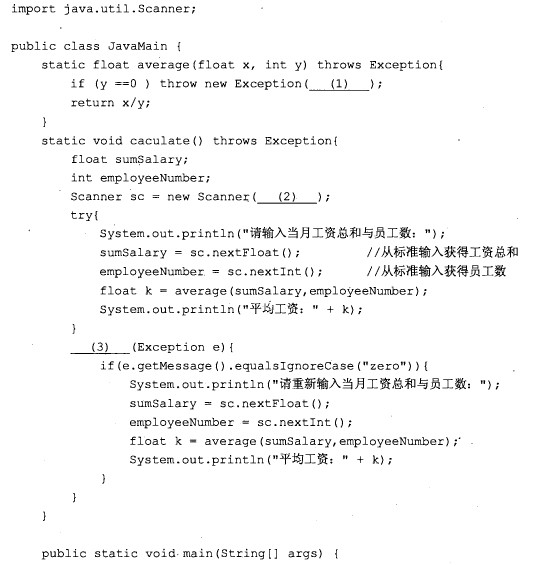 import java.util.Scanner;
public class JavaMain {
static float average(float x, int y) throws Exception{
if (y ==0 ) throw new Exception(  (1)  );
return x/y;
}
static void caculate() throws Exception{
float sumSalary;
int employeeNumber;
Scanner sc = new Scanner(  (2)  );
try{
System.out.println("请输入当月工资总和与员工数：");
sumSalary = sc.nextFloat();          //从标准输入获得工资总和
employeeNumber = sc.nextInt();      //从标准输入获得员工数
float k = average(sumSalary,employeeNumber);
System.out.println("平均工资：" + k);
}
(3)  (Exception e){
if(e.getMessage().equalsIgnoreCase("zero")){
System.out.println("请重新输入当月工资总和与员工数：");
sumSalary = sc.nextFloat();
employeeNumber = sc.nextInt();
float k = average(sumSalary,employeeNumber);
System.out.println("平均工资：" + k);
}
}
}
public static void main(String[] args) {